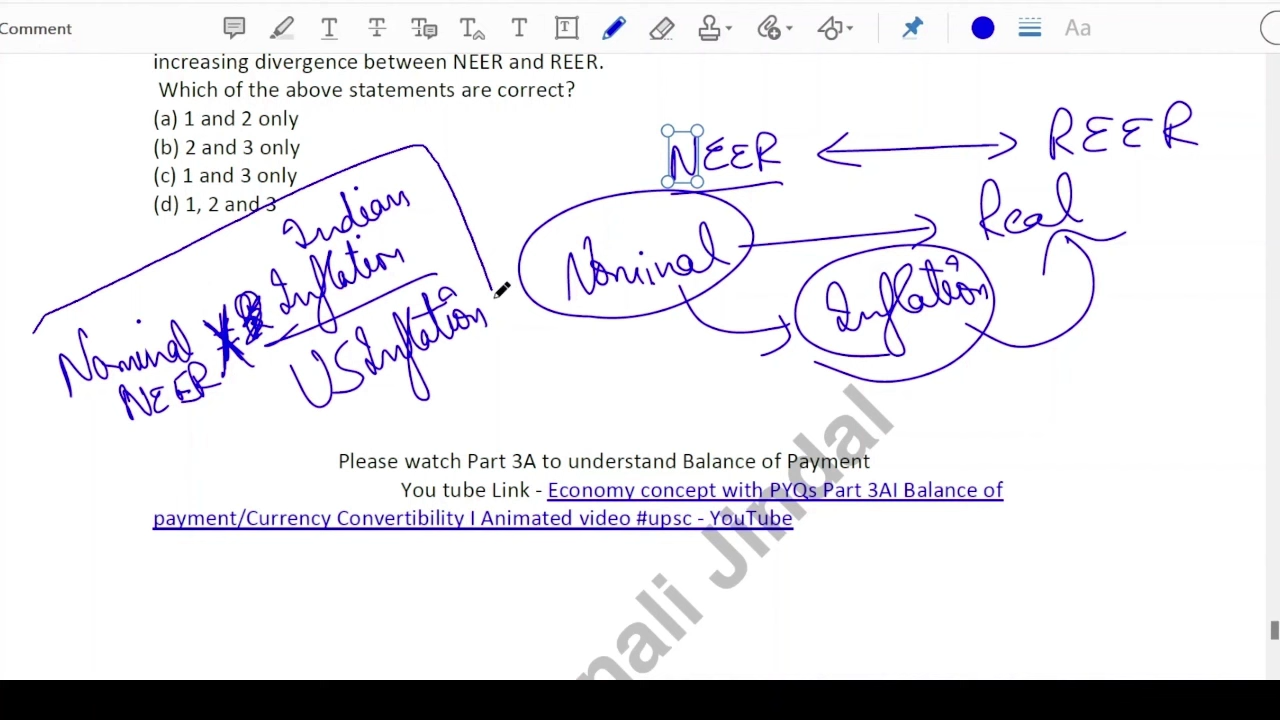 Comment
Aa
increasing divergence between NEER and REER.
Which of the above statements are correct?
(a) 1 and 2 only
(b) 2 and 3 only
(c) 1 and 3 only
(d) 1, 2 and 3
NEER
REER
Nominal
Real
Inflation
Indian
Inflation
Nominal
NEER
US Inflation
Please watch Part 3A to understand Balance of Payment
You tube Link - Economy concept with PYQs Part 3AI Balance of
payment/Currency Convertibility I Animated video #upsc - YouTube
nali Jindal